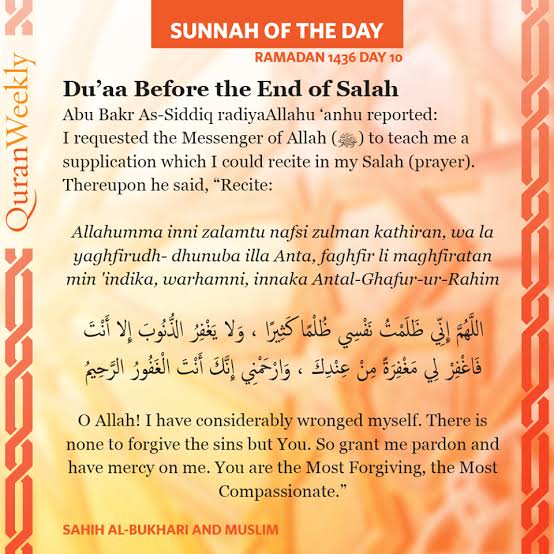 SUNNAH OF THE DAY
RAMADAN 1436 DAY 10
QuranWeekly
Du’aa Before the End of Salah
Abu Bakr As-Siddiq radiyaAllahu ‘anhu reported:
I requested the Messenger of Allah (ﷺ) to teach me a
supplication which I could recite in my Salah (prayer).
Thereupon he said, “Recite:
Allahumma inni zalamtu nafsi zulman kathiran, wa la
yaghfirudh- dhunuba illa Anta, faghfir li maghfiratan
min 'indika, warhamni, innaka Antal-Ghafur-ur-Rahim
اللَّهُمَّ إِنِّي ظَلَمْتُ نَفْسِي ظُلْمًا كَثِيرًا ، وَلا يَغْفِرُ الذُّنُوبَ إِلا أَنْتَ
فَاغْفِرْ لِي مَغْفِرَةً مِنْ عِنْدِكَ ، وَارْحَمْنِي إِنَّكَ أَنْتَ الْغَفُورُ الرَّحِيمُ
O Allah! I have considerably wronged myself. There is
none to forgive the sins but You. So grant me pardon and
have mercy on me. You are the Most Forgiving, the Most
Compassionate.”
SAHIH AL-BUKHARI AND MUSLIM